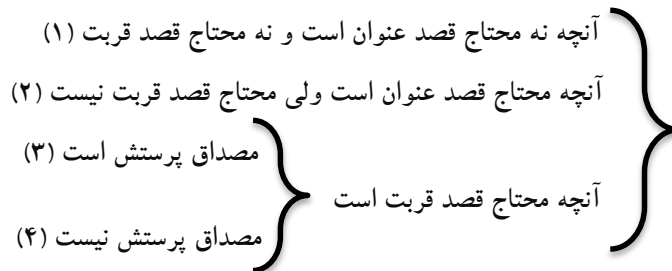 آنچه نه محتاج قصد عنوان است و نه محتاج قصد قربت (۱)
آنچه محتاج قصد عنوان است ولی محتاج قصد قربت نیست (۲)
مصداق پرستش است (۳)
آنچه محتاج قصد قربت است
مصداق پرستش نیست (۴)